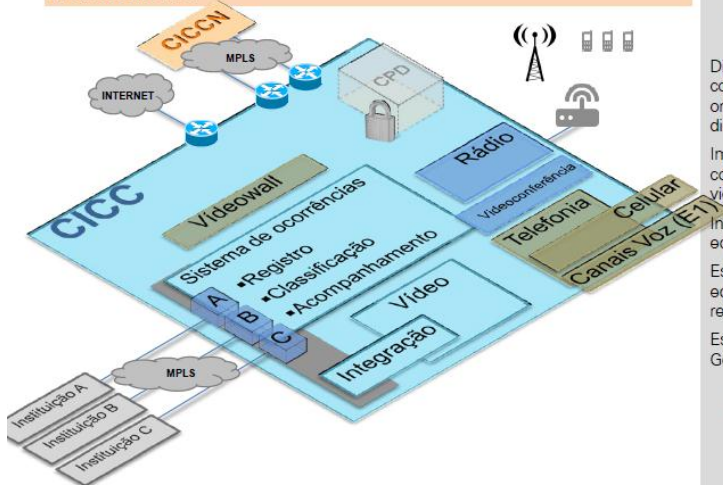 CICCN
MPLS
INTERNET
CPD
CICC
Vídeowall
Rádio
Videoconferência
Sistema de ocorrências
▪Registro
▪Classificação
▪Acompanhamento
Telefonia
Celular
Canais Voz (E1)
Vídeo
Integração
A
B
C
MPLS
Instituição A
Instituição B
Instituição C